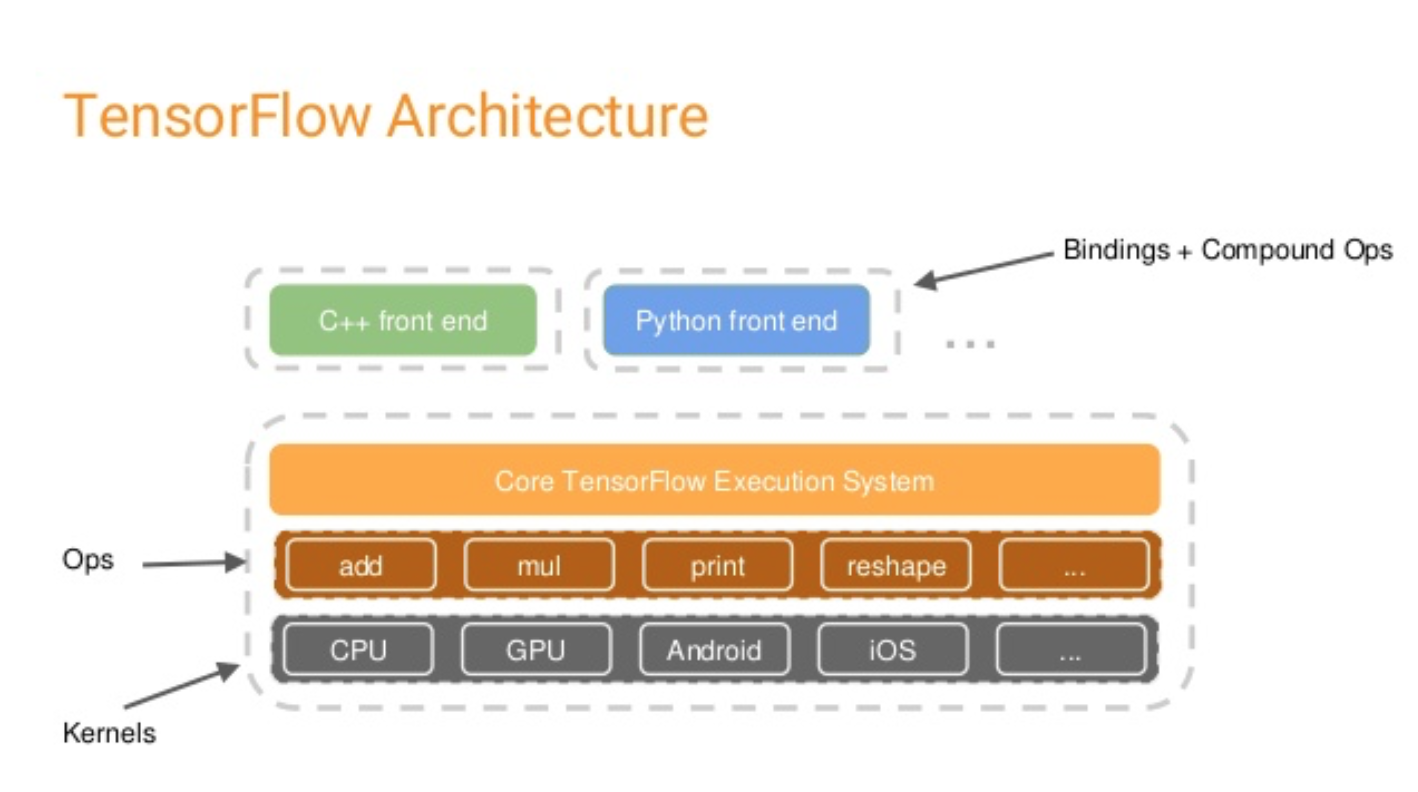 TensorFlow Architecture
Bindings + Compound Ops
C++ front end
Python front end
...
Core TensorFlow Execution System
Ops
add
mul
print
reshape
...
CPU
GPU
Android
iOS
...
Kernels